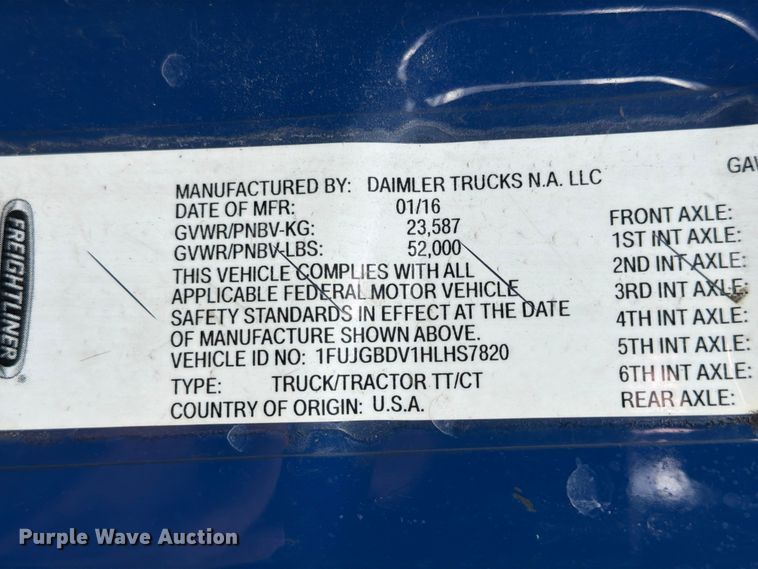 FREIGHTLINER
®
MANUFACTURED BY: DAIMLER TRUCKS N.A. LLC
DATE OF MFR: 01/16
GVWR/PNBV-KG: 23,587
GVWR/PNBV-LBS: 52,000
THIS VEHICLE COMPLIES WITH ALL
APPLICABLE FEDERAL MOTOR VEHICLE
SAFETY STANDARDS IN EFFECT AT THE DATE
OF MANUFACTURE SHOWN ABOVE.
VEHICLE ID NO: 1FUJGBDV1HLHS7820
TYPE: TRUCK/TRACTOR TT/CT
COUNTRY OF ORIGIN: U.S.A.
FRONT AXLE:
1ST INT AXLE:
2ND INT AXLE:
3RD INT AXLE:
4TH INT AXLE:
5TH INT AXLE:
6TH INT AXLE:
REAR AXLE:
Purple Wave Auction